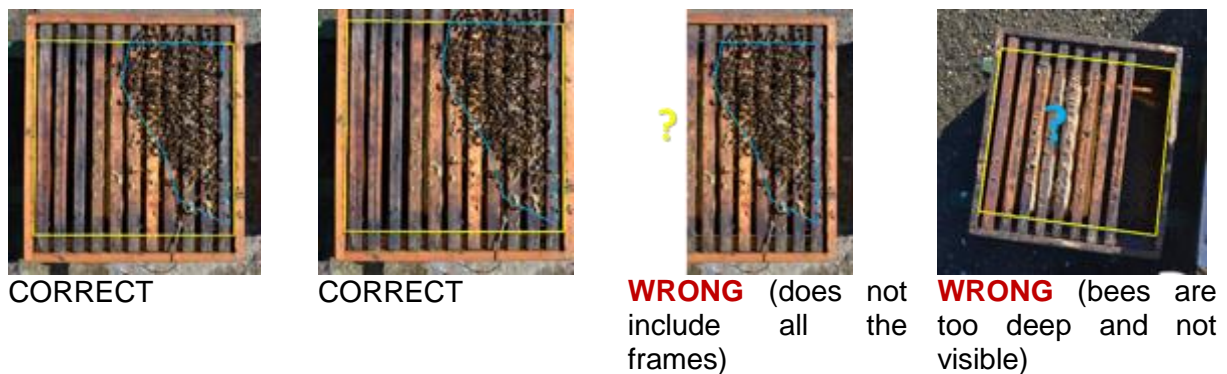 ?
?
CORRECT
CORRECT
WRONG (does not
include all the
frames)
WRONG (bees are
too deep and not
visible)